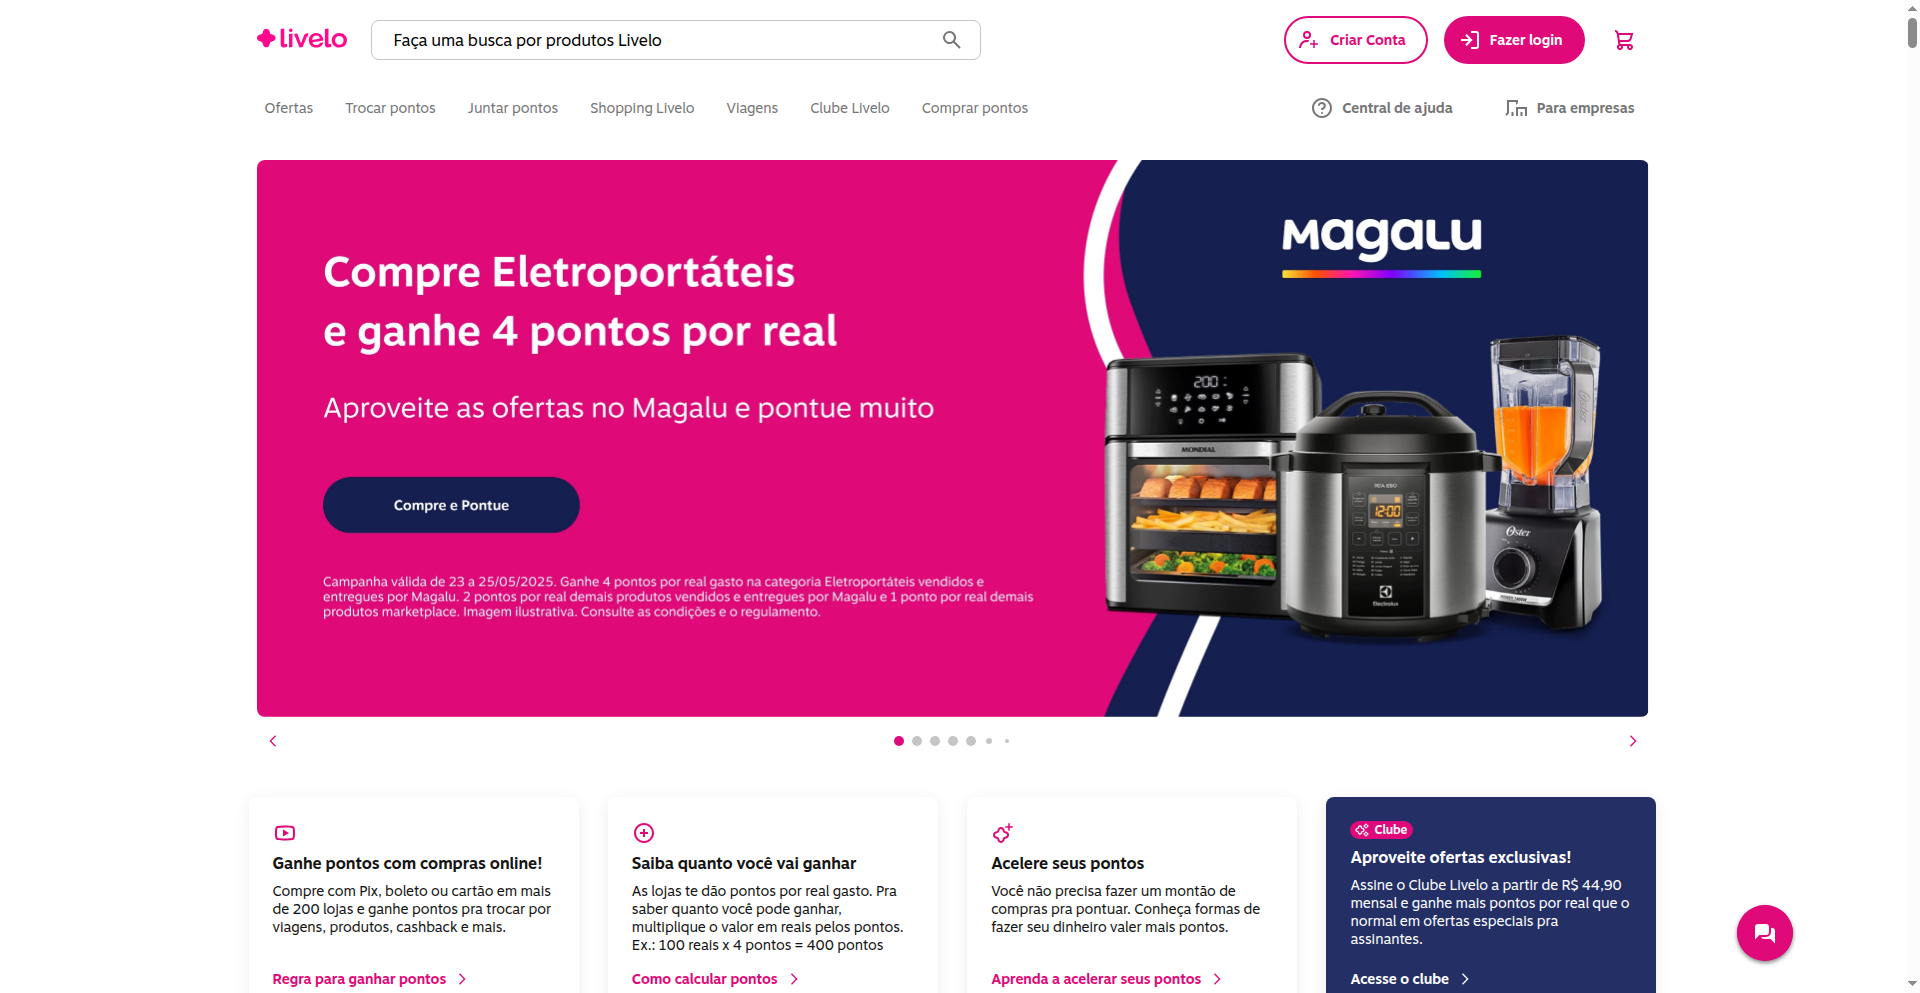 livelo
Faça uma busca por produtos Livelo
Criar Conta
Fazer login
Ofertas
Trocar pontos
Juntar pontos
Shopping Livelo
Viagens
Clube Livelo
Comprar pontos
Central de ajuda
Para empresas
Compre Eletroportáteis
e ganhe 4 pontos por real
Aproveite as ofertas no Magalu e pontue muito
Compre e Pontue
Campanha válida de 23 a 25/05/2025. Ganhe 4 pontos por real gasto na categoria Eletroportáteis vendidos e
entregues por Magalu. 2 pontos por real demais produtos vendidos e entregues por Magalu e 1 ponto por real demais
produtos marketplace. Imagem ilustrativa. Consulte as condições e o regulamento.
Magalu
200
MONDIAL
12:00
Electrolux
Oster
Ganhe pontos com compras online!
Compre com Pix, boleto ou cartão em mais
de 200 lojas e ganhe pontos pra trocar por
viagens, produtos, cashback e mais.
Regra para ganhar pontos
Saiba quanto você vai ganhar
As lojas te dão pontos por real gasto. Pra
saber quanto você pode ganhar,
multiplique o valor em reais pelos pontos.
Ex.: 100 reais x 4 pontos = 400 pontos
Como calcular pontos
Acelere seus pontos
Você não precisa fazer um montão de
compras pra pontuar. Conheça formas de
fazer seu dinheiro valer mais pontos.
Aprenda a acelerar seus pontos
Clube
Aproveite ofertas exclusivas!
Assine o Clube Livelo a partir de R$ 44,90
mensal e ganhe mais pontos por real que o
normal em ofertas especiais pra
assinantes.
Acesse o clube